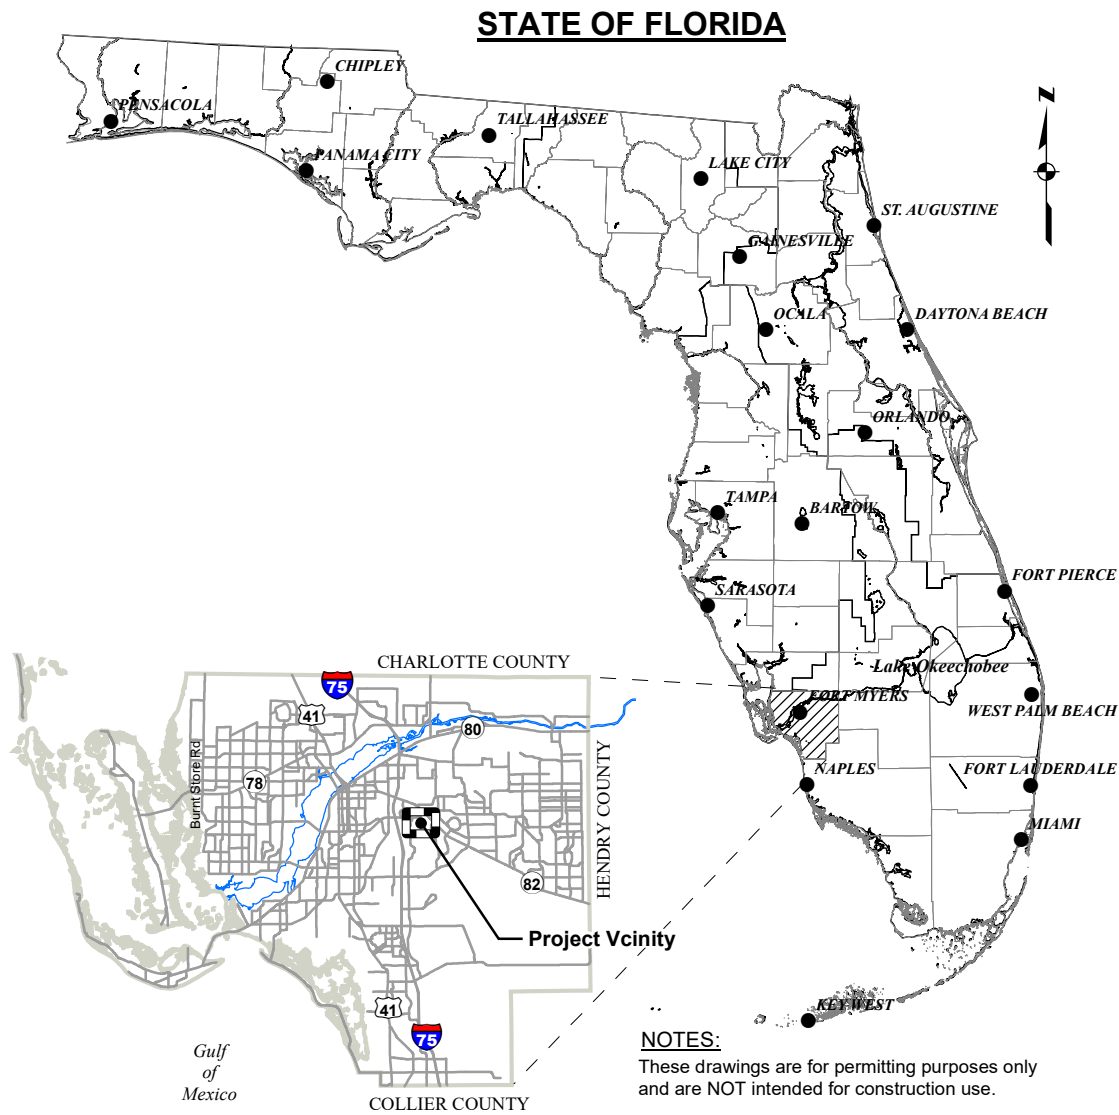 STATE OF FLORIDA
CHIPLEY
PENSACOLA
TALLAHASSEE
PANAMA CITY
LAKE CITY
N
ST. AUGUSTINE
GAINESVILLE
OCALA
DAYTONA BEACH
ORLANDO
TAMPA
BARTOW
FORT PIERCE
SARASOTA
Lake Okeechobee
FORT MYERS
WEST PALM BEACH
NAPLES
FORT LAUDERDALE
MIAMI
KEY WEST
CHARLOTTE COUNTY
75
41
80
Burnt Store Rd
78
HENDRY COUNTY
82
Project Vcinity
41
75
Gulf
of
Mexico
COLLIER COUNTY
NOTES:
These drawings are for permitting purposes only
and are NOT intended for construction use.